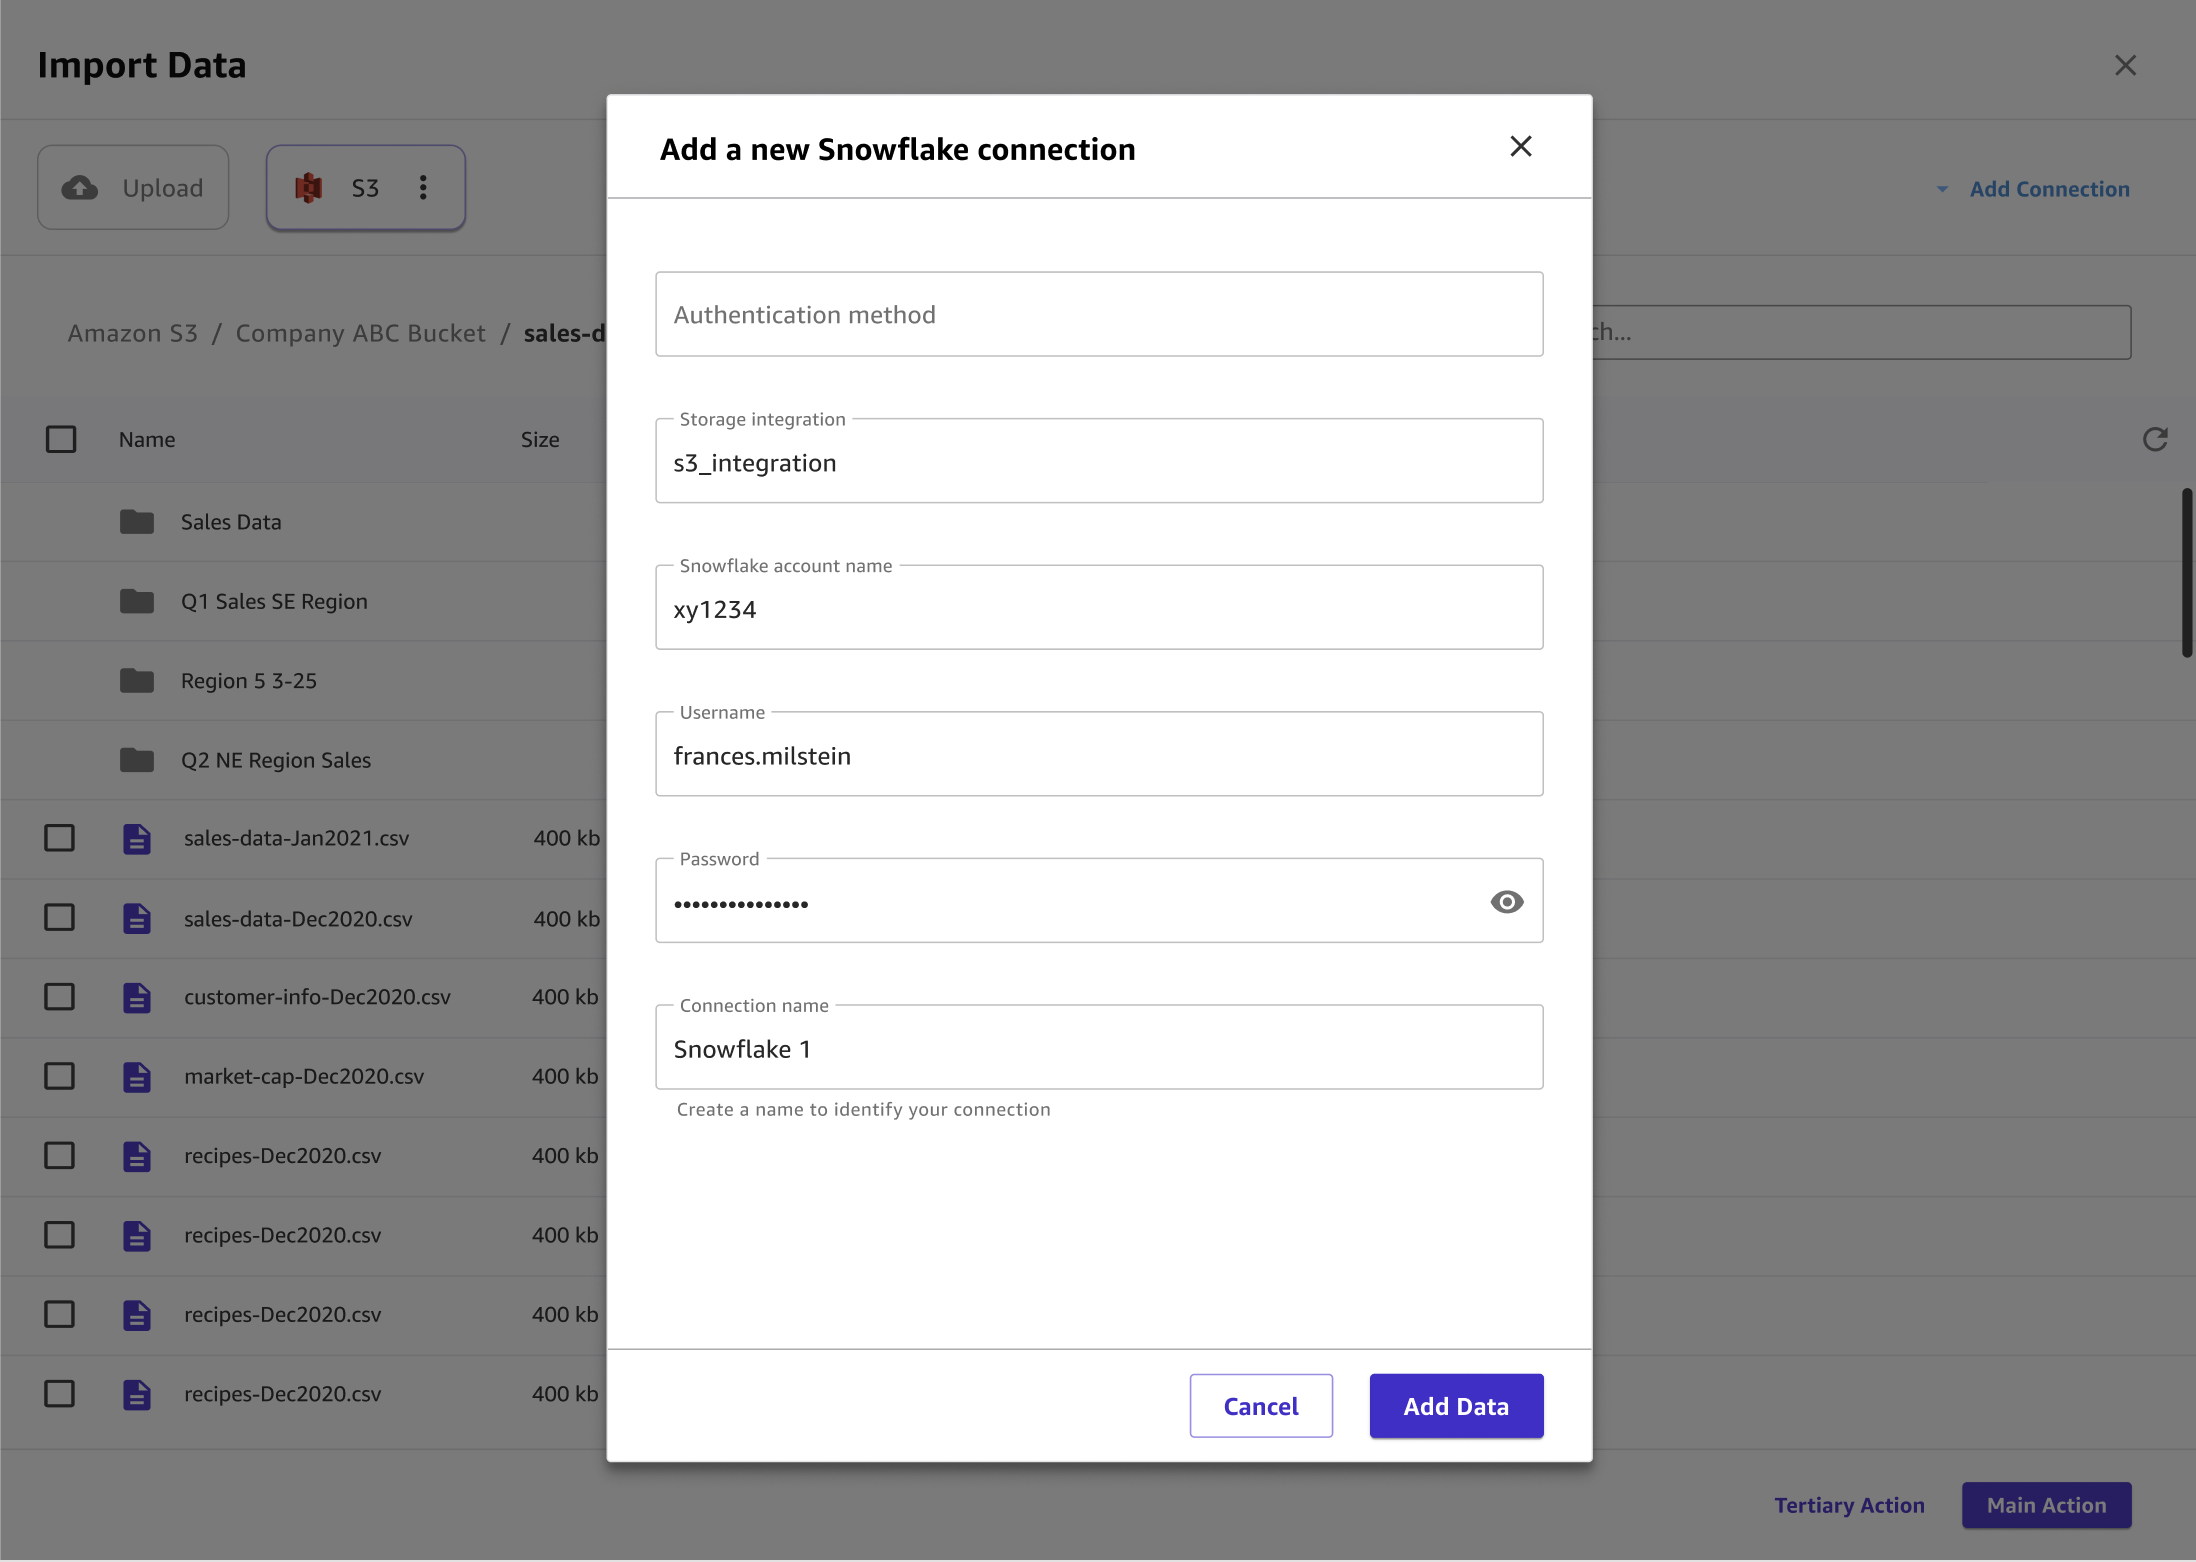 Import Data
Upload
S3
Add Connection
Amazon S3 / Company ABC Bucket / sales-d
ch...
Name Size
Sales Data
Q1 Sales SE Region
Region 5 3-25
Q2 NE Region Sales
sales-data-Jan2021.csv 400 kb
sales-data-Dec2020.csv 400 kb
customer-info-Dec2020.csv 400 kb
market-cap-Dec2020.csv 400 kb
recipes-Dec2020.csv 400 kb
recipes-Dec2020.csv 400 kb
recipes-Dec2020.csv 400 kb
recipes-Dec2020.csv 400 kb
Add a new Snowflake connection
Authentication method
Storage integration
s3_integration
Snowflake account name
xy1234
Username
frances.milstein
Password
•••••••••••••••
Connection name
Snowflake 1
Create a name to identify your connection
Cancel
Add Data
Tertiary Action
Main Action